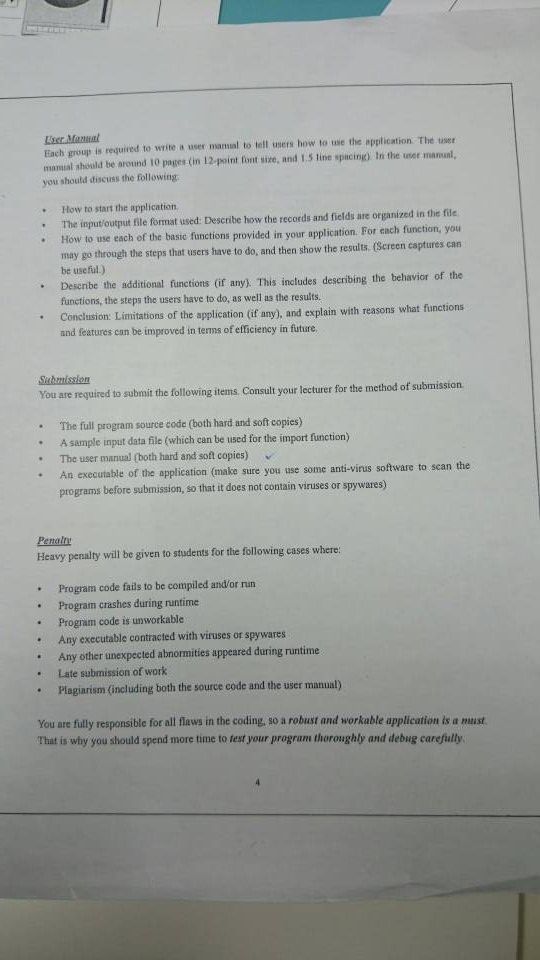 User Manual
Each group is required to write a user manual to tell users how to use the application. The user
manual should be around 10 pages (in 12-point font size, and 1.5 line spacing). In the user manual,
you should discuss the following:
• How to start the application.
• The input/output file format used: Describe how the records and fields are organized in the file.
• How to use each of the basic functions provided in your application. For each function, you
may go through the steps that users have to do, and then show the results. (Screen captures can
be useful.)
• Describe the additional functions (if any). This includes describing the behavior of the
functions, the steps the users have to do, as well as the results.
• Conclusion: Limitations of the application (if any), and explain with reasons what functions
and features can be improved in terms of efficiency in future.
Submission
You are required to submit the following items. Consult your lecturer for the method of submission.
• The full program source code (both hard and soft copies)
• A sample input data file (which can be used for the import function)
• The user manual (both hard and soft copies) ✓
• An executable of the application (make sure you use some anti-virus software to scan the
programs before submission, so that it does not contain viruses or spywares)
Penalty
Heavy penalty will be given to students for the following cases where:
• Program code fails to be compiled and/or run
• Program crashes during runtime
• Program code is unworkable
• Any executable contracted with viruses or spywares
• Any other unexpected abnormities appeared during runtime
• Late submission of work
• Plagiarism (including both the source code and the user manual)
You are fully responsible for all flaws in the coding, so a robust and workable application is a must.
That is why you should spend more time to test your program thoroughly and debug carefully.
4